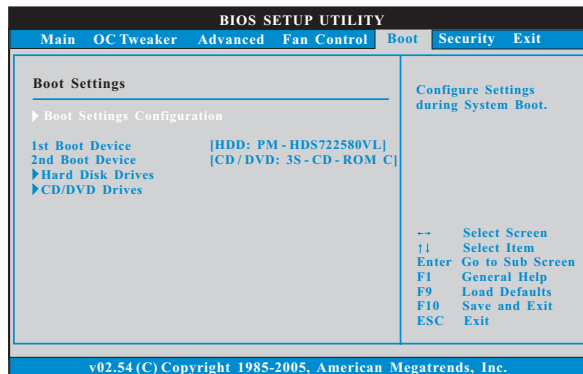 BIOS SETUP UTILITY
Main OC Tweaker Advanced Fan Control Boot Security Exit
Boot Settings
Boot Settings Configuration
1st Boot Device [HDD: PM - HDS722580VL]
2nd Boot Device [CD / DVD: 3S - CD - ROM C]
Hard Disk Drives
CD/DVD Drives
Configure Settings
during System Boot.
←→ Select Screen
↑↓ Select Item
Enter Go to Sub Screen
F1 General Help
F9 Load Defaults
F10 Save and Exit
ESC Exit
v02.54 (C) Copyright 1985-2005, American Megatrends, Inc.